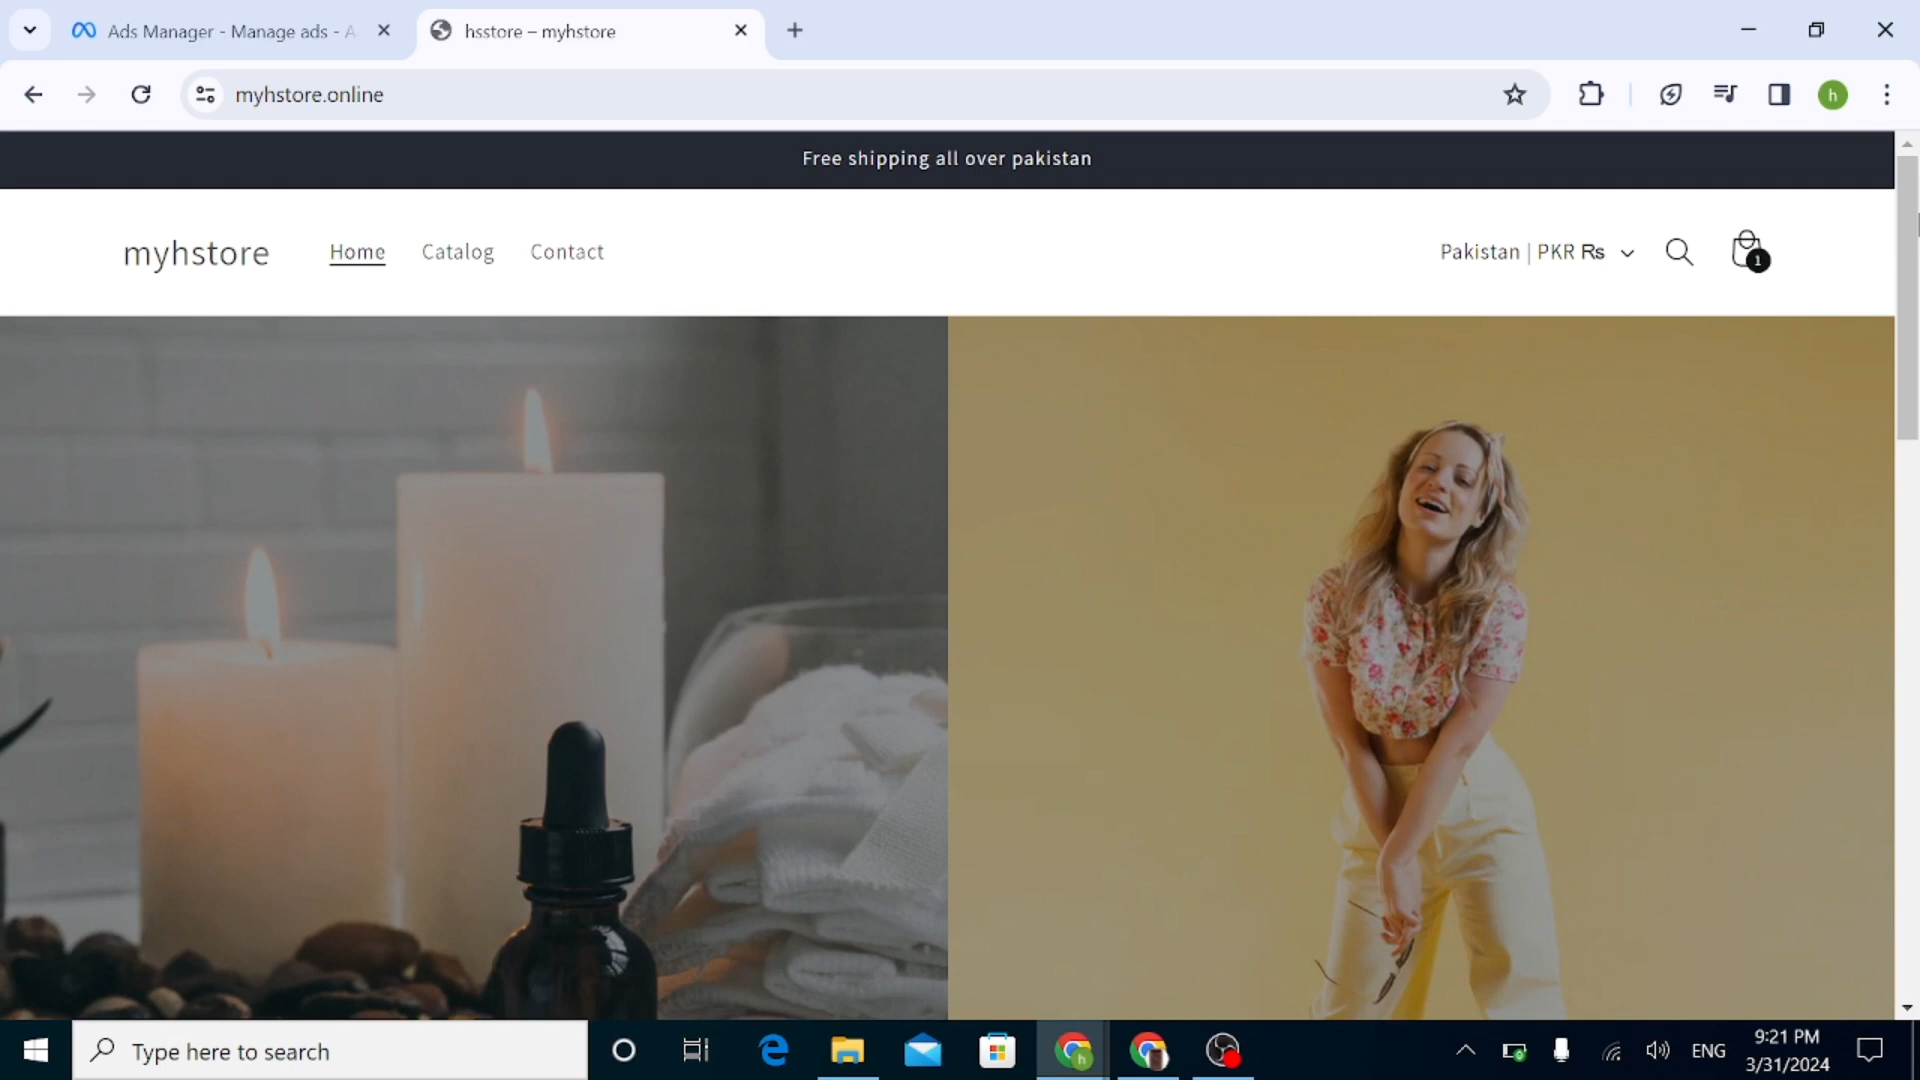 Ads Manager - Manage ads - A
hsstore – myhstore
myhstore.online
h
Free shipping all over pakistan
myhstore
Home
Catalog
Contact
Pakistan | PKR Rs
1
Type here to search
h
ENG
9:21 PM
3/31/2024